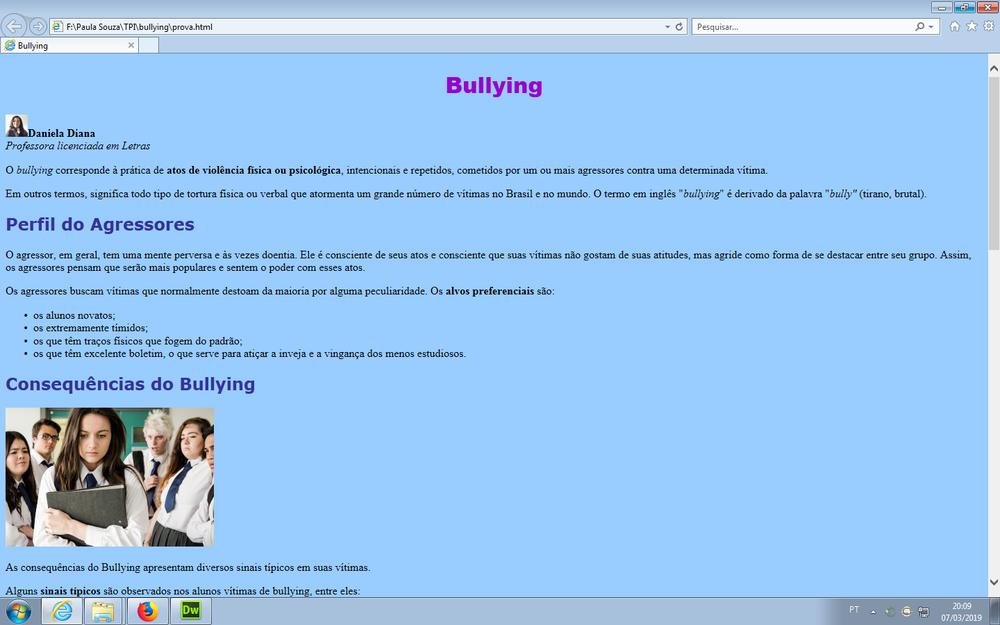 F:\Paula Souza\TPI\bullying\prova.html
Pesquisar...
Bullying
Bullying
Daniela Diana
Professora licenciada em Letras
O bullying corresponde à prática de atos de violência física ou psicológica, intencionais e repetidos, cometidos por um ou mais agressores contra uma determinada vítima.
Em outros termos, significa todo tipo de tortura física ou verbal que atormenta um grande número de vítimas no Brasil e no mundo. O termo em inglês "bullying" é derivado da palavra "bully" (tirano, brutal).
Perfil do Agressores
O agressor, em geral, tem uma mente perversa e às vezes doentia. Ele é consciente de seus atos e consciente que suas vítimas não gostam de suas atitudes, mas agride como forma de se destacar entre seu grupo. Assim,
os agressores pensam que serão mais populares e sentem o poder com esses atos.
Os agressores buscam vítimas que normalmente destoam da maioria por alguma peculiaridade. Os alvos preferenciais são:
• os alunos novatos;
• os extremamente tímidos;
• os que têm traços físicos que fogem do padrão;
• os que têm excelente boletim, o que serve para atiçar a inveja e a vingança dos menos estudiosos.
Consequências do Bullying
As consequências do Bullying apresentam diversos sinais típicos em suas vítimas.
Alguns sinais típicos são observados nos alunos vítimas de bullying, entre eles:
Dw
PT
20:09
07/03/2019